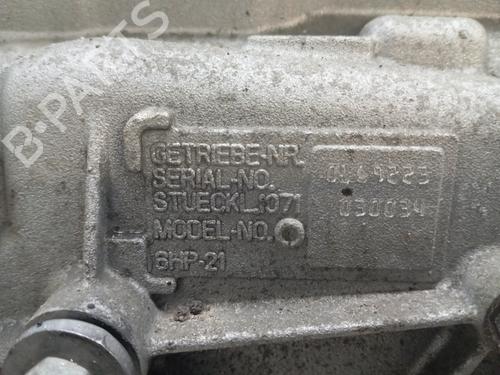 B-PARTS
GETRIEBE-NR.
SERIAL-NO.
STUECKL.1071 030034
MODEL-NO.
6HP-21